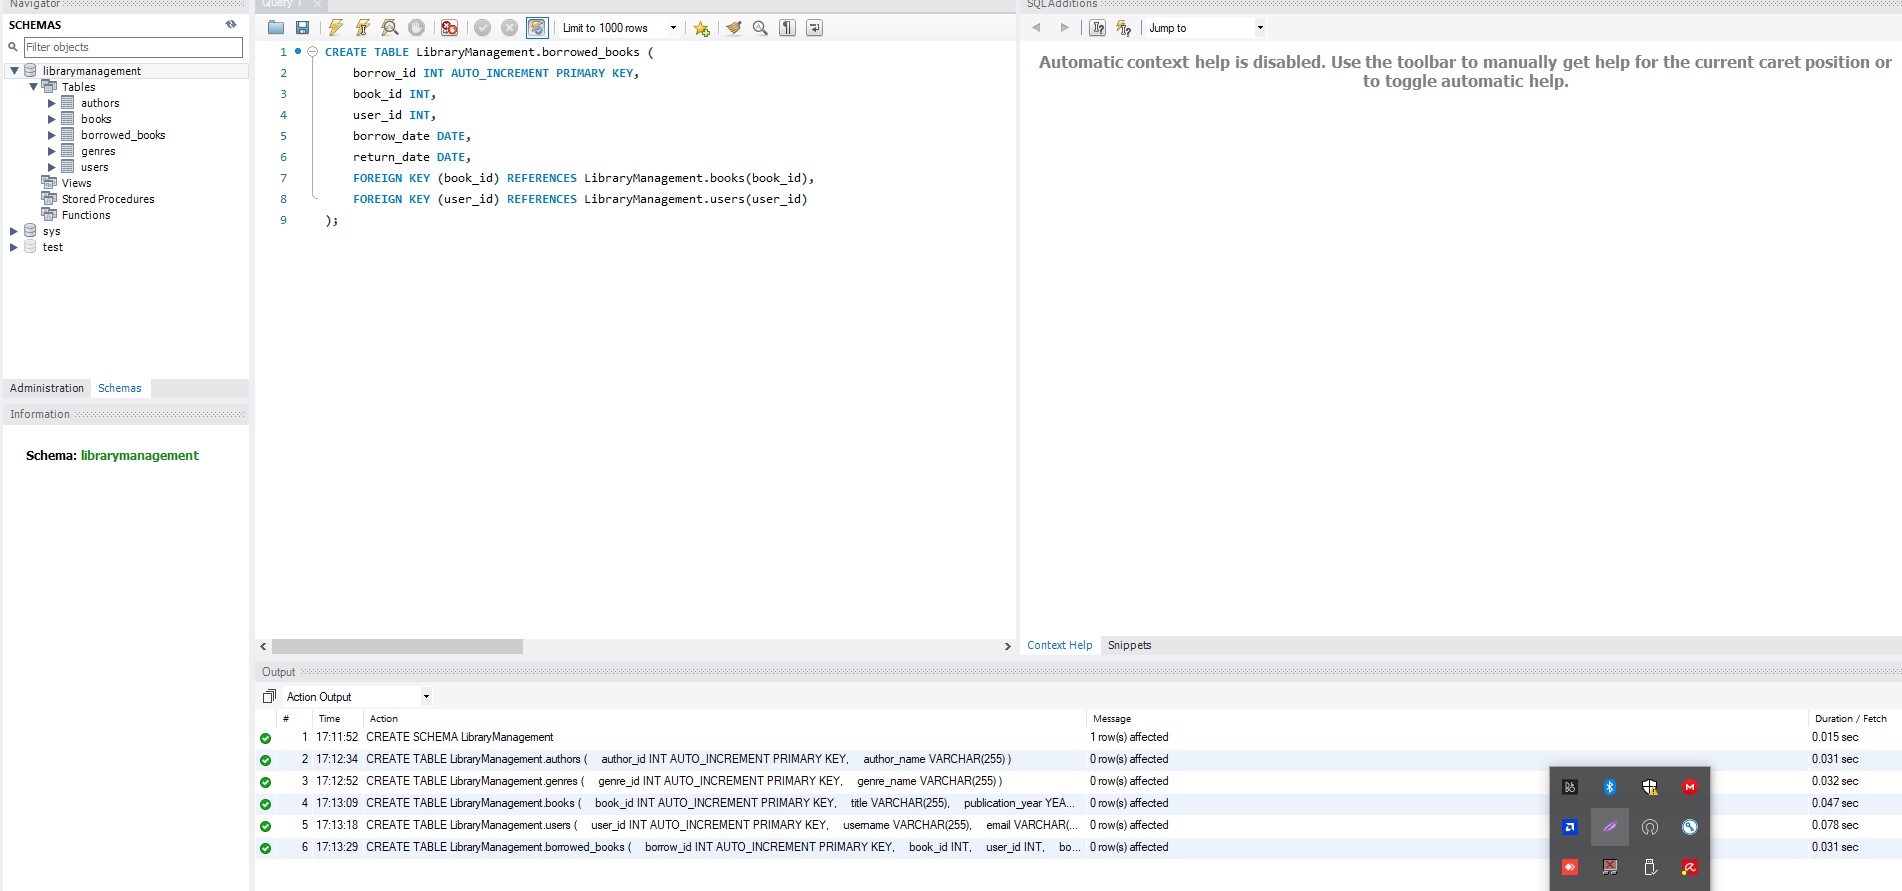 Navigator
SCHEMAS
Filter objects
librarymanagement
Tables
authors
books
borrowed_books
genres
users
Views
Stored Procedures
Functions
sys
test
Administration Schemas
Information
Schema: librarymanagement
Query 1
Limit to 1000 rows
1 CREATE TABLE LibraryManagement.borrowed_books (
2 borrow_id INT AUTO_INCREMENT PRIMARY KEY,
3 book_id INT,
4 user_id INT,
5 borrow_date DATE,
6 return_date DATE,
7 FOREIGN KEY (book_id) REFERENCES LibraryManagement.books(book_id),
8 FOREIGN KEY (user_id) REFERENCES LibraryManagement.users(user_id)
9 );
SQLAdditions
Jump to
Automatic context help is disabled. Use the toolbar to manually get help for the current caret position or
to toggle automatic help.
Context Help Snippets
Output
Action Output
# Time Action Message Duration / Fetch
1 17:11:52 CREATE SCHEMA LibraryManagement 1 row(s) affected 0.015 sec
2 17:12:34 CREATE TABLE LibraryManagement.authors ( author_id INT AUTO_INCREMENT PRIMARY KEY, author_name VARCHAR(255) ) 0 row(s) affected 0.031 sec
3 17:12:52 CREATE TABLE LibraryManagement.genres ( genre_id INT AUTO_INCREMENT PRIMARY KEY, genre_name VARCHAR(255) ) 0 row(s) affected 0.032 sec
4 17:13:09 CREATE TABLE LibraryManagement.books ( book_id INT AUTO_INCREMENT PRIMARY KEY, title VARCHAR(255), publication_year YEA... 0 row(s) affected 0.047 sec
5 17:13:18 CREATE TABLE LibraryManagement.users ( user_id INT AUTO_INCREMENT PRIMARY KEY, username VARCHAR(255), email VARCHAR(... 0 row(s) affected 0.078 sec
6 17:13:29 CREATE TABLE LibraryManagement.borrowed_books ( borrow_id INT AUTO_INCREMENT PRIMARY KEY, book_id INT, user_id INT, bo... 0 row(s) affected 0.031 sec